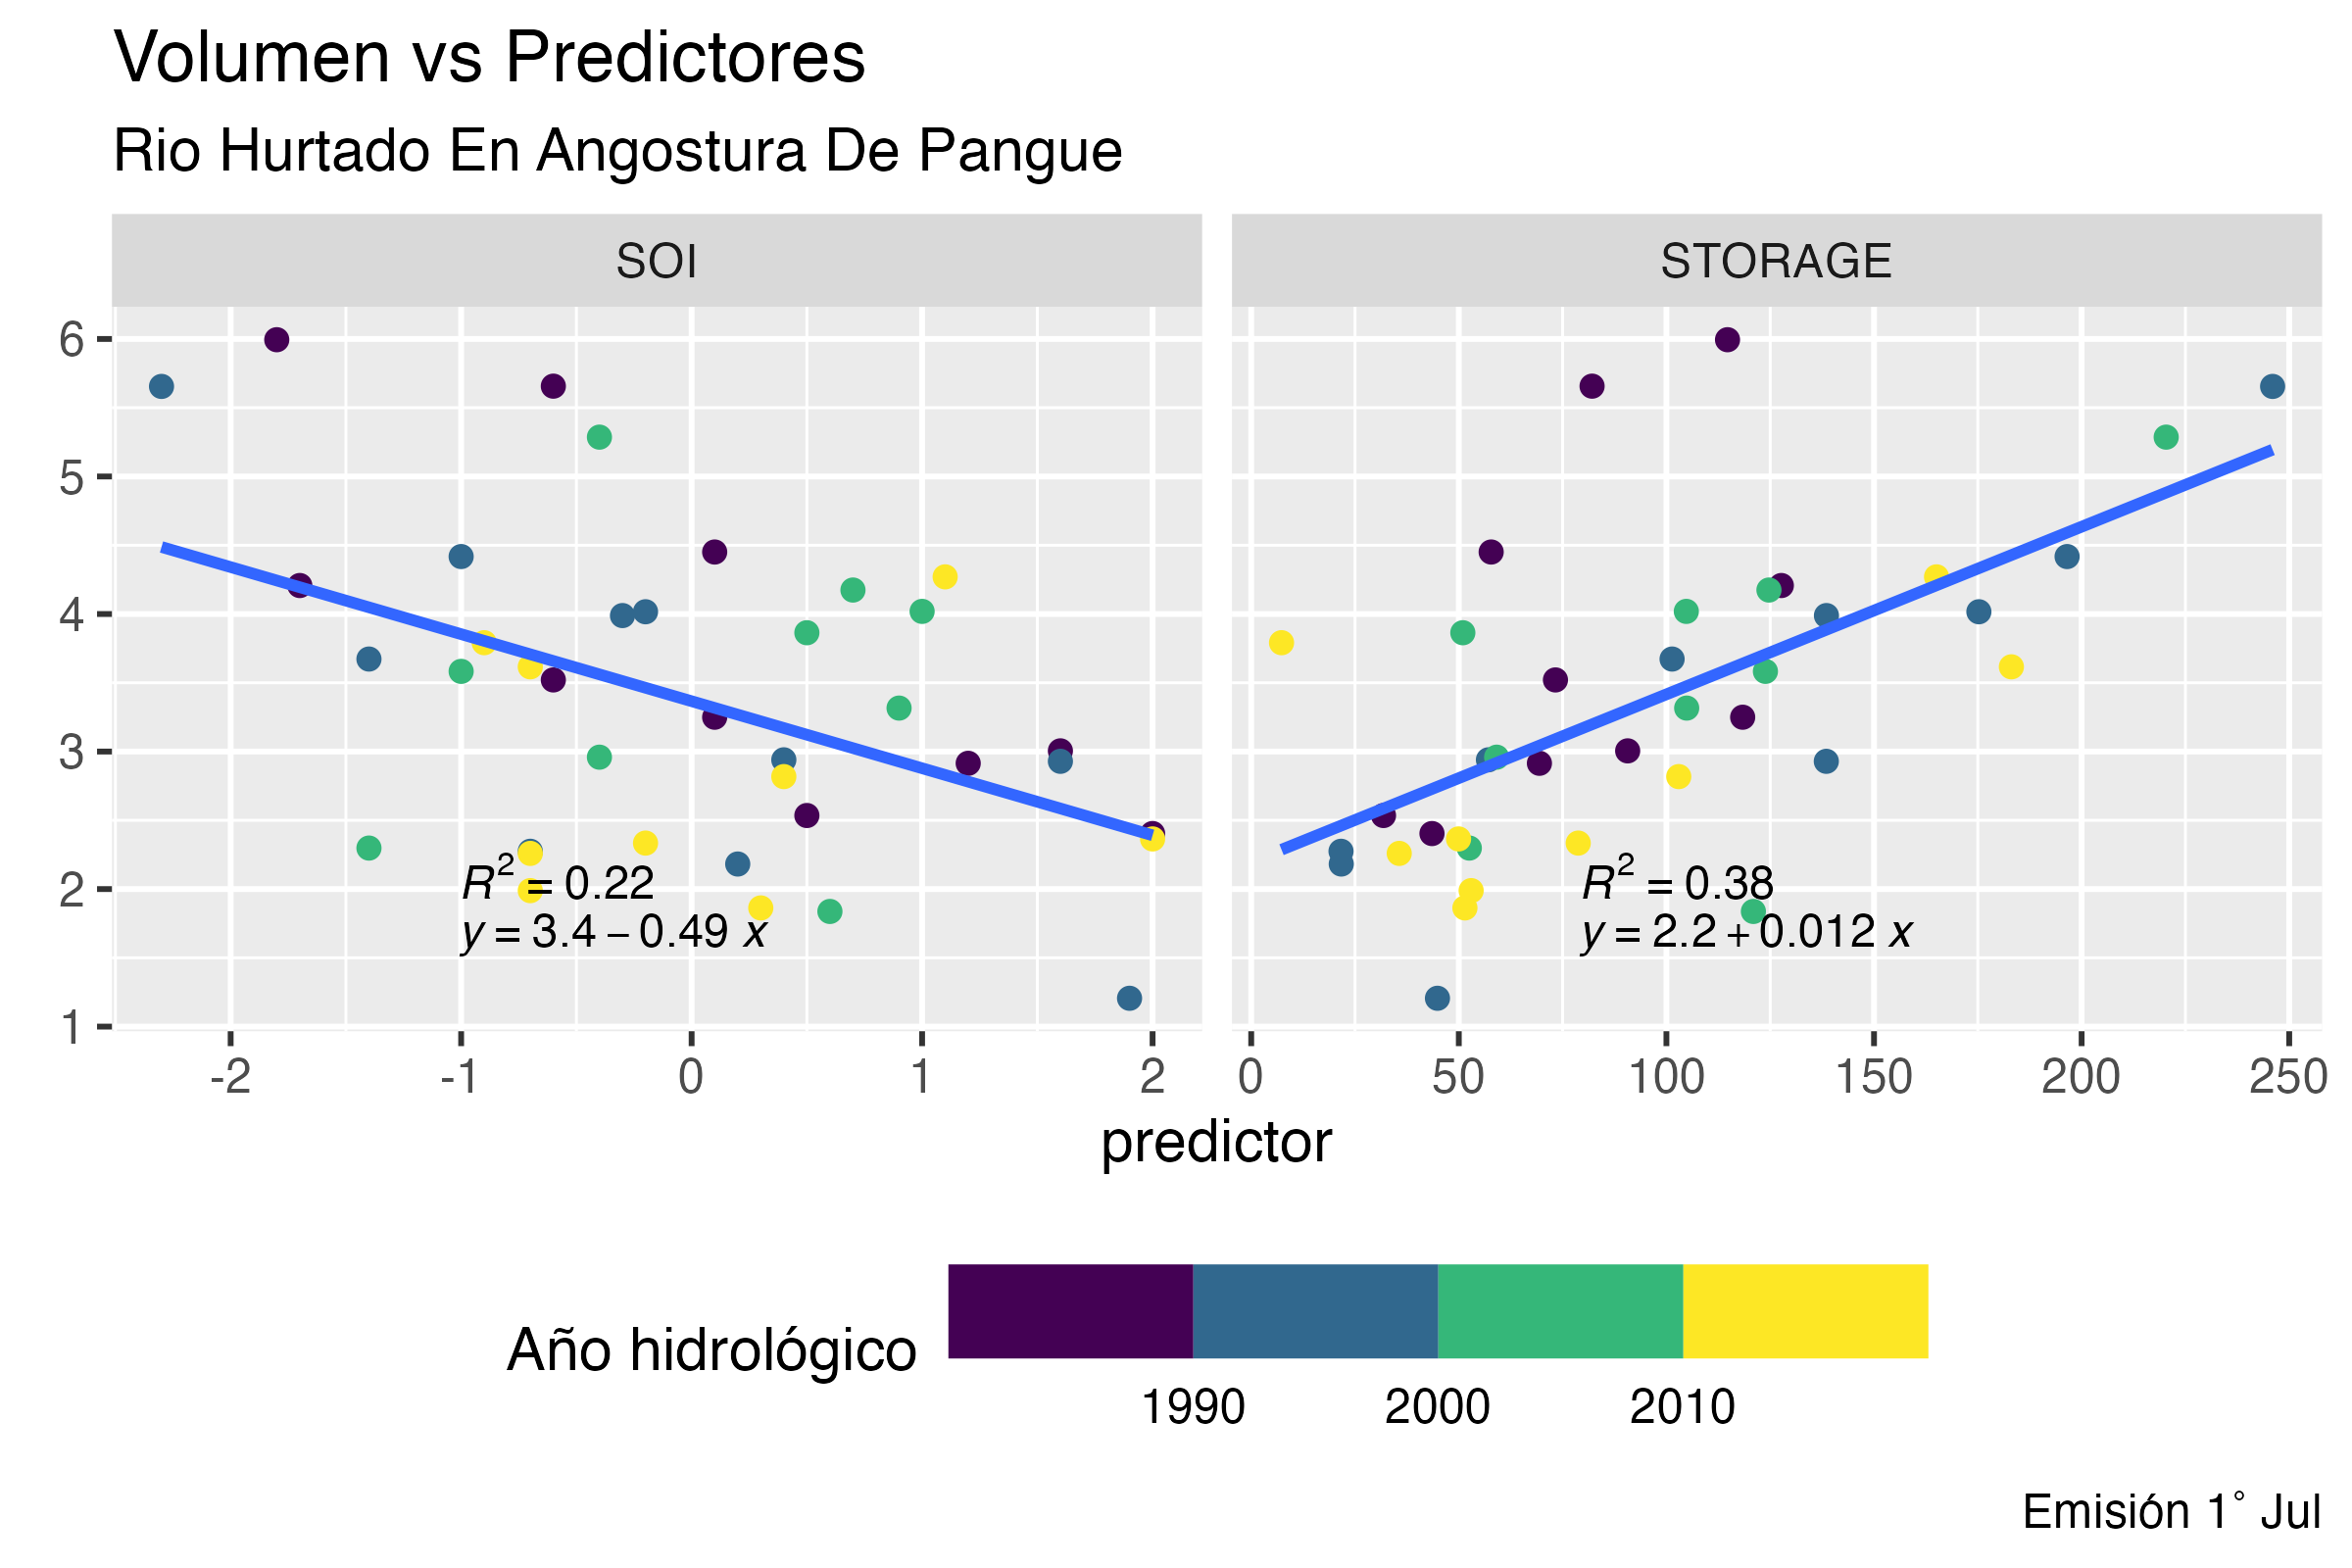 Volumen vs Predictores
Rio Hurtado En Angostura De Pangue
SOI
STORAGE
6
5
4
3
2
1
R² = 0.22
y = 3.4 − 0.49 x
R² = 0.38
y = 2.2 + 0.012 x
-2 -1 0 1 2
0 50 100 150 200 250
predictor
Año hidrológico
1990 2000 2010
Emisión 1° Jul